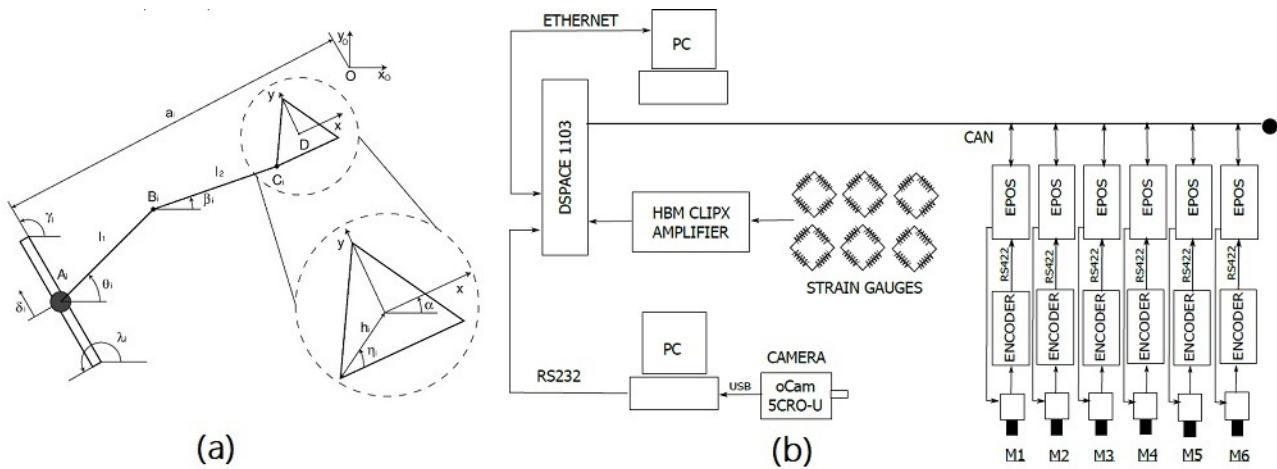 y₀
O
x₀
aᵢ
y
x
D
l₂
Cᵢ
Bᵢ
βᵢ
γᵢ
l₁
Aᵢ
θᵢ
δᵢ
λᵢ
y
x
α
hᵢ
ηᵢ
(a)
ETHERNET
PC
DSPACE 1103
CAN
HBM CLIPX
AMPLIFIER
STRAIN GAUGES
EPOS
EPOS
EPOS
EPOS
EPOS
EPOS
RS422
RS422
RS422
RS422
RS422
RS422
ENCODER
ENCODER
ENCODER
ENCODER
ENCODER
ENCODER
PC
RS232
USB
CAMERA
oCam
5CRO-U
M1 M2 M3 M4 M5 M6
(b)